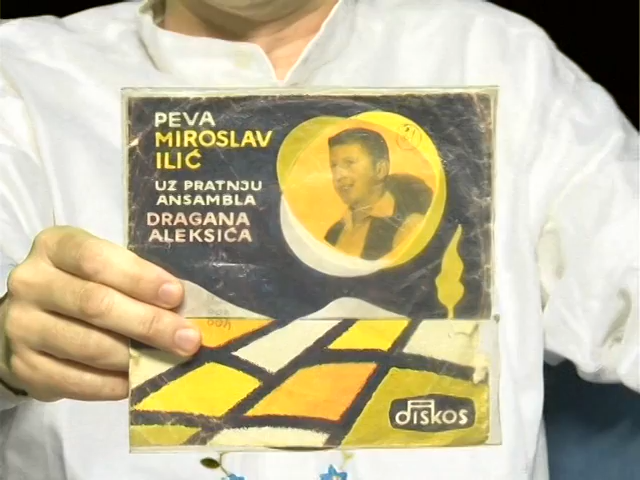 PEVA
MIROSLAV
ILIĆ
UZ PRATNJU
ANSAMBLA
DRAGANA
ALEKSIĆA
diskos